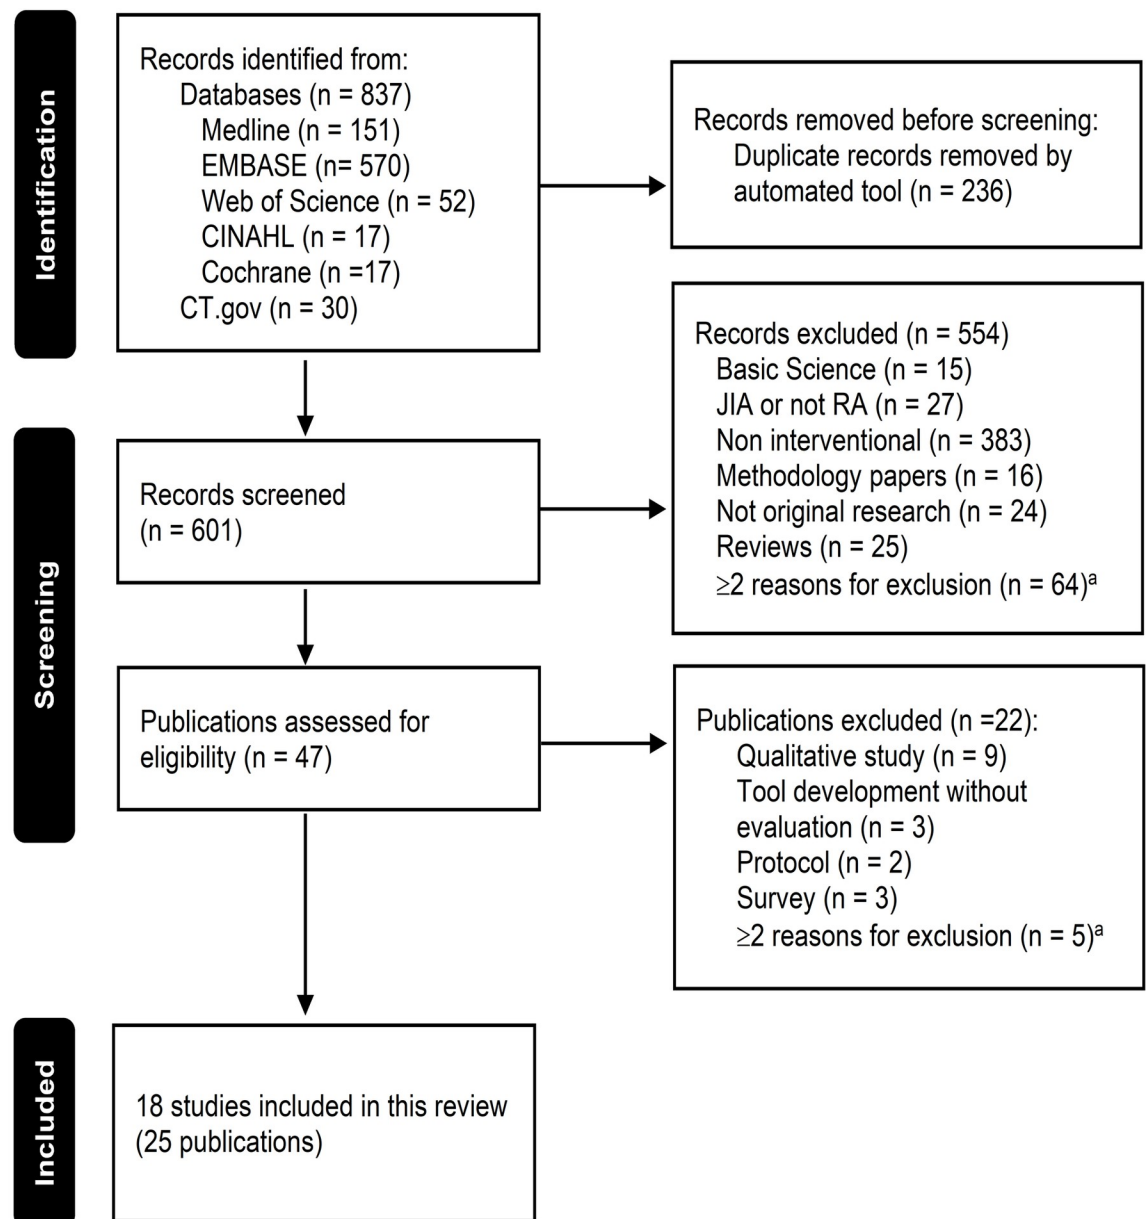 Identification
Records identified from:
Databases (n = 837)
Medline (n = 151)
EMBASE (n= 570)
Web of Science (n = 52)
CINAHL (n = 17)
Cochrane (n =17)
CT.gov (n = 30)
Records removed before screening:
Duplicate records removed by
automated tool (n = 236)
Screening
Records screened
(n = 601)
Records excluded (n = 554)
Basic Science (n = 15)
JIA or not RA (n = 27)
Non interventional (n = 383)
Methodology papers (n = 16)
Not original research (n = 24)
Reviews (n = 25)
≥2 reasons for exclusion (n = 64)ᵃ
Publications assessed for
eligibility (n = 47)
Publications excluded (n =22):
Qualitative study (n = 9)
Tool development without
evaluation (n = 3)
Protocol (n = 2)
Survey (n = 3)
≥2 reasons for exclusion (n = 5)ᵃ
Included
18 studies included in this review
(25 publications)